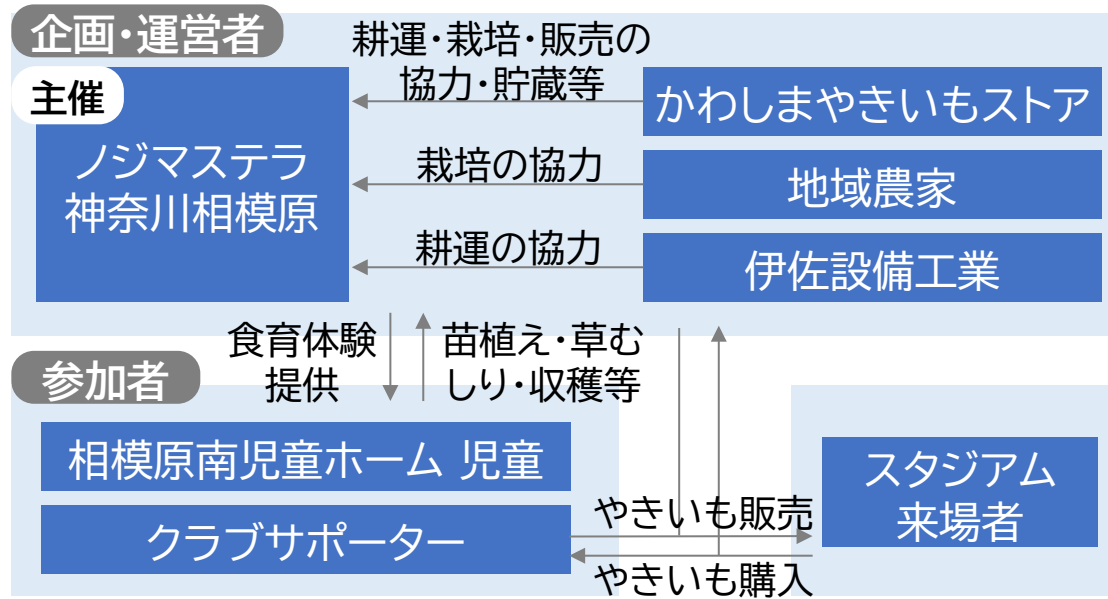 企画・運営者
主催
ノジマステラ
神奈川相模原
耕運・栽培・販売の
協力・貯蔵等
かわしまやきいもストア
栽培の協力
地域農家
耕運の協力
伊佐設備工業
食育体験
提供
苗植え・草む
しり・収穫等
参加者
相模原南児童ホーム 児童
クラブサポーター
やきいも販売
やきいも購入
スタジアム
来場者